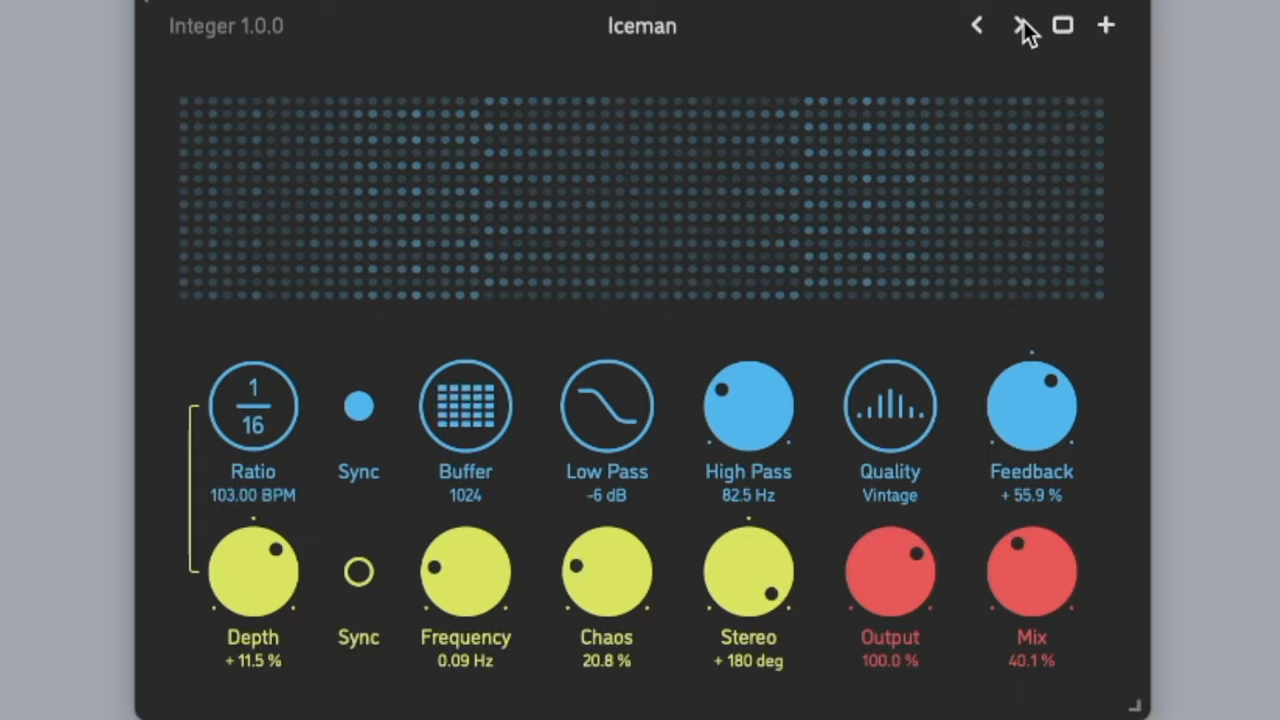 Integer 1.0.0
Iceman
1
16
Ratio Sync Buffer Low Pass High Pass Quality Feedback
103.00 BPM 1024 -6 dB 82.5 Hz Vintage + 55.9 %
Depth Sync Frequency Chaos Stereo Output Mix
+ 11.5 % 0.09 Hz 20.8 % + 180 deg 100.0 % 40.1 %